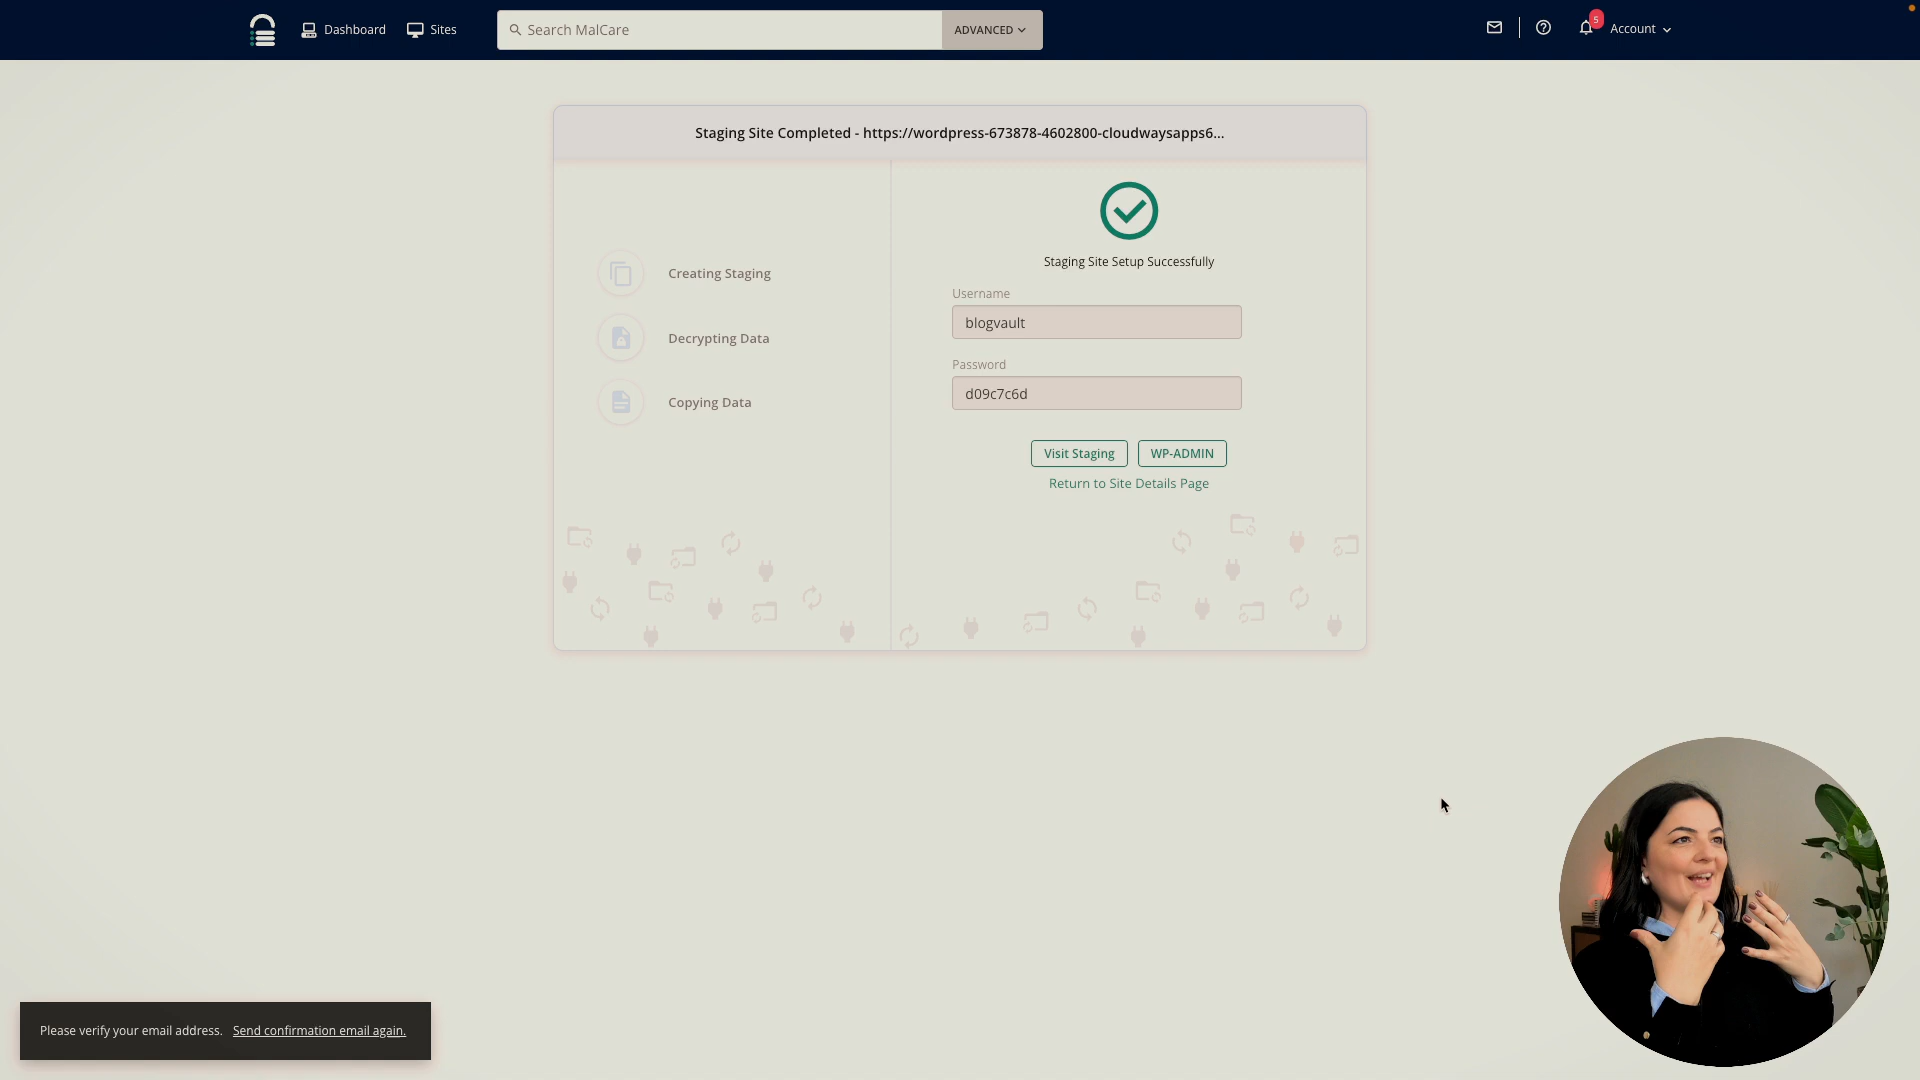 Dashboard
Sites
Search MalCare
ADVANCED
5
Account
Staging Site Completed - https://wordpress-673878-4602800-cloudwaysapps6...
Creating Staging
Decrypting Data
Copying Data
Staging Site Setup Successfully
Username
blogvault
Password
d09c7c6d
Visit Staging
WP-ADMIN
Return to Site Details Page
Please verify your email address. Send confirmation email again.